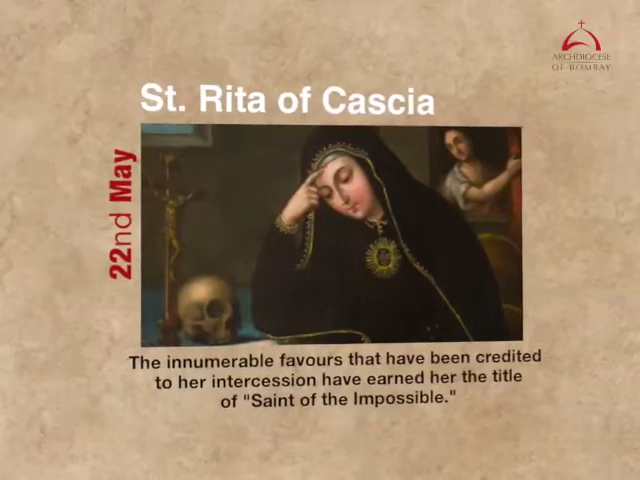 ARCHDIOCESE
OF BOMBAY
St. Rita of Cascia
22nd May
The innumerable favours that have been credited
to her intercession have earned her the title
of "Saint of the Impossible."